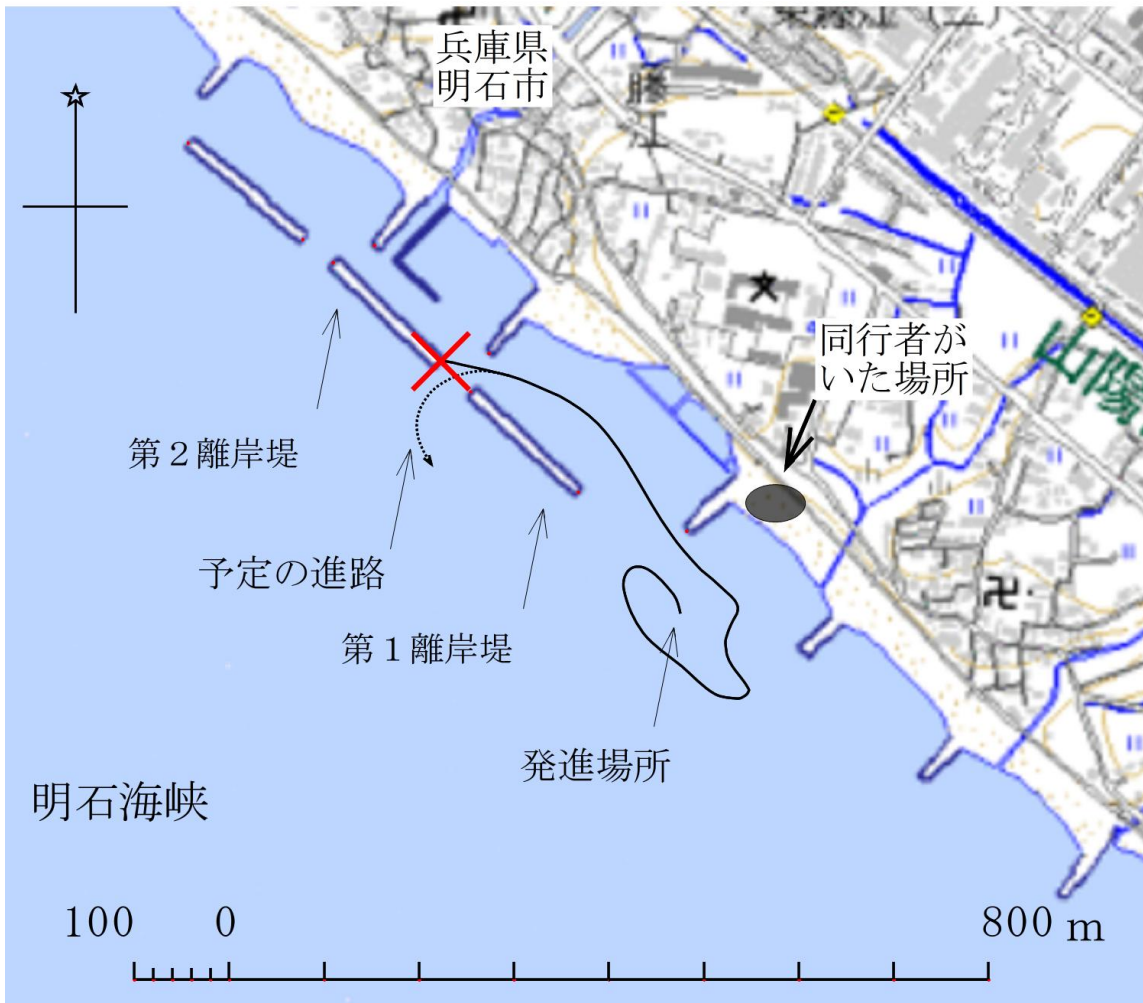 兵庫県
明石市
藤
江
山陽
同行者が
いた場所
第２離岸堤
予定の進路
第１離岸堤
発進場所
明石海峡
100 0 800 m